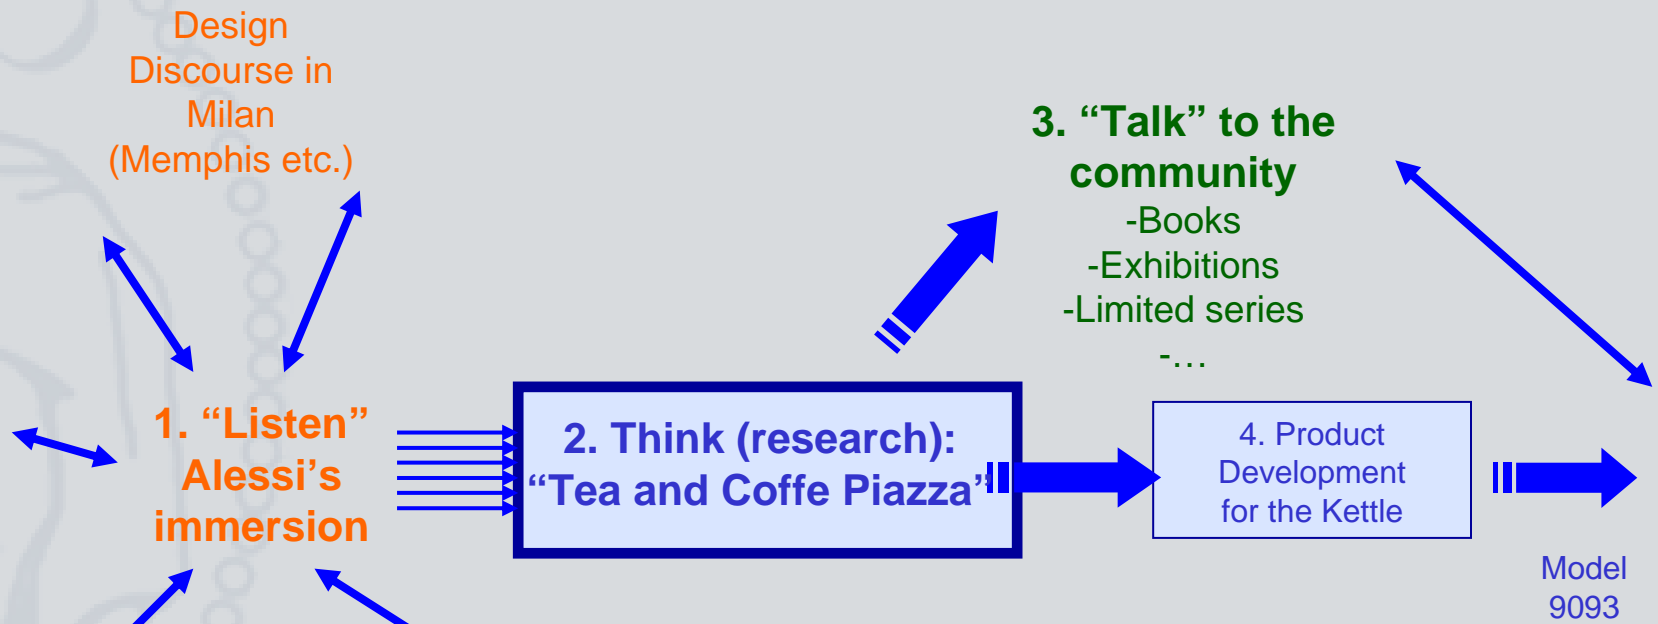 Design
Discourse in
Milan
(Memphis etc.)
3. “Talk” to the
community
-Books
-Exhibitions
-Limited series
-…
1. “Listen”
Alessi’s
immersion
2. Think (research):
“Tea and Coffe Piazza”
4. Product
Development
for the Kettle
Model
9093